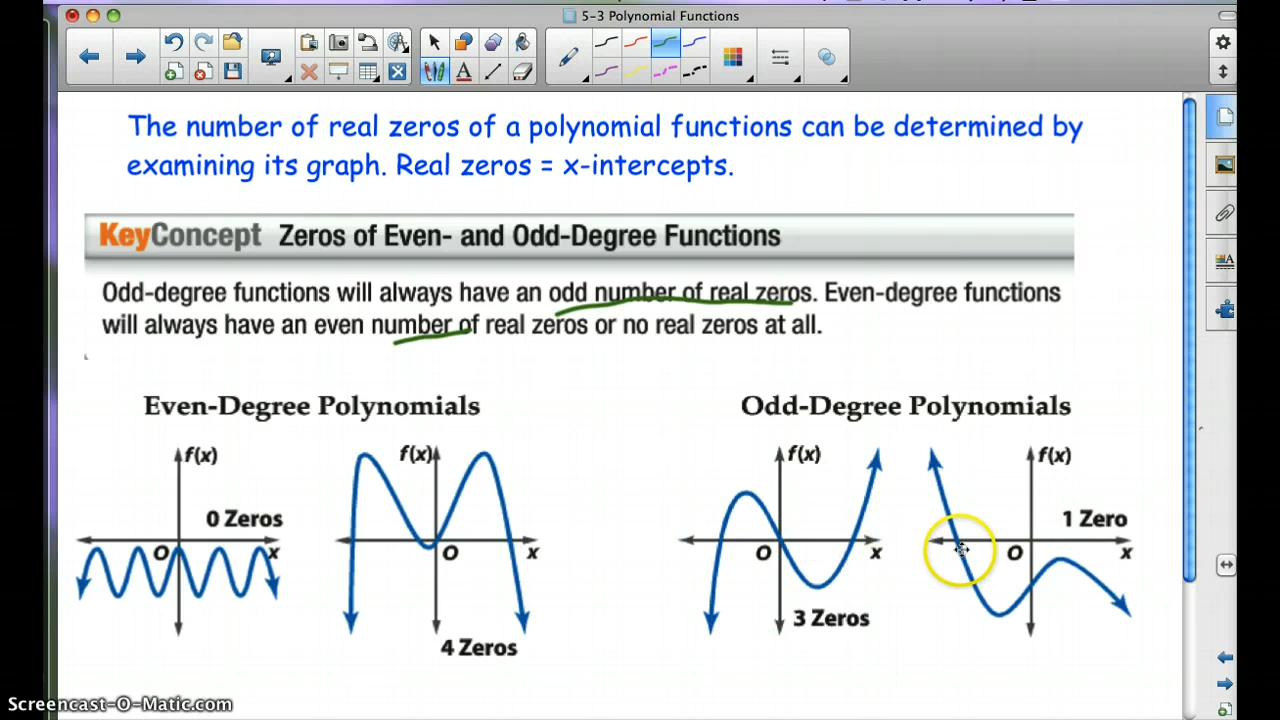 5-3 Polynomial Functions
The number of real zeros of a polynomial functions can be determined by
examining its graph. Real zeros = x-intercepts.
KeyConcept Zeros of Even- and Odd-Degree Functions
Odd-degree functions will always have an odd number of real zeros. Even-degree functions
will always have an even number of real zeros or no real zeros at all.
Even-Degree Polynomials
f(x)
0 Zeros
O
x
f(x)
O
x
4 Zeros
Odd-Degree Polynomials
f(x)
O
x
3 Zeros
f(x)
1 Zero
O
x
Screencast-O-Matic.com